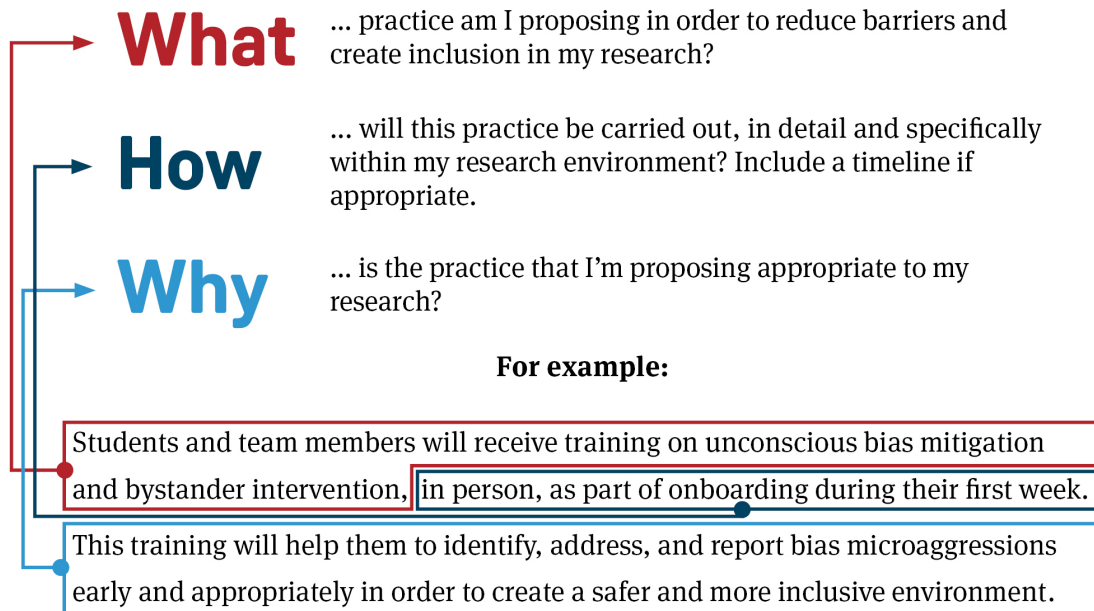 What
... practice am I proposing in order to reduce barriers and
create inclusion in my research?
How
... will this practice be carried out, in detail and specifically
within my research environment? Include a timeline if
appropriate.
Why
... is the practice that I’m proposing appropriate to my
research?
For example:
Students and team members will receive training on unconscious bias mitigation
and bystander intervention, in person, as part of onboarding during their first week.
This training will help them to identify, address, and report bias microaggressions
early and appropriately in order to create a safer and more inclusive environment.